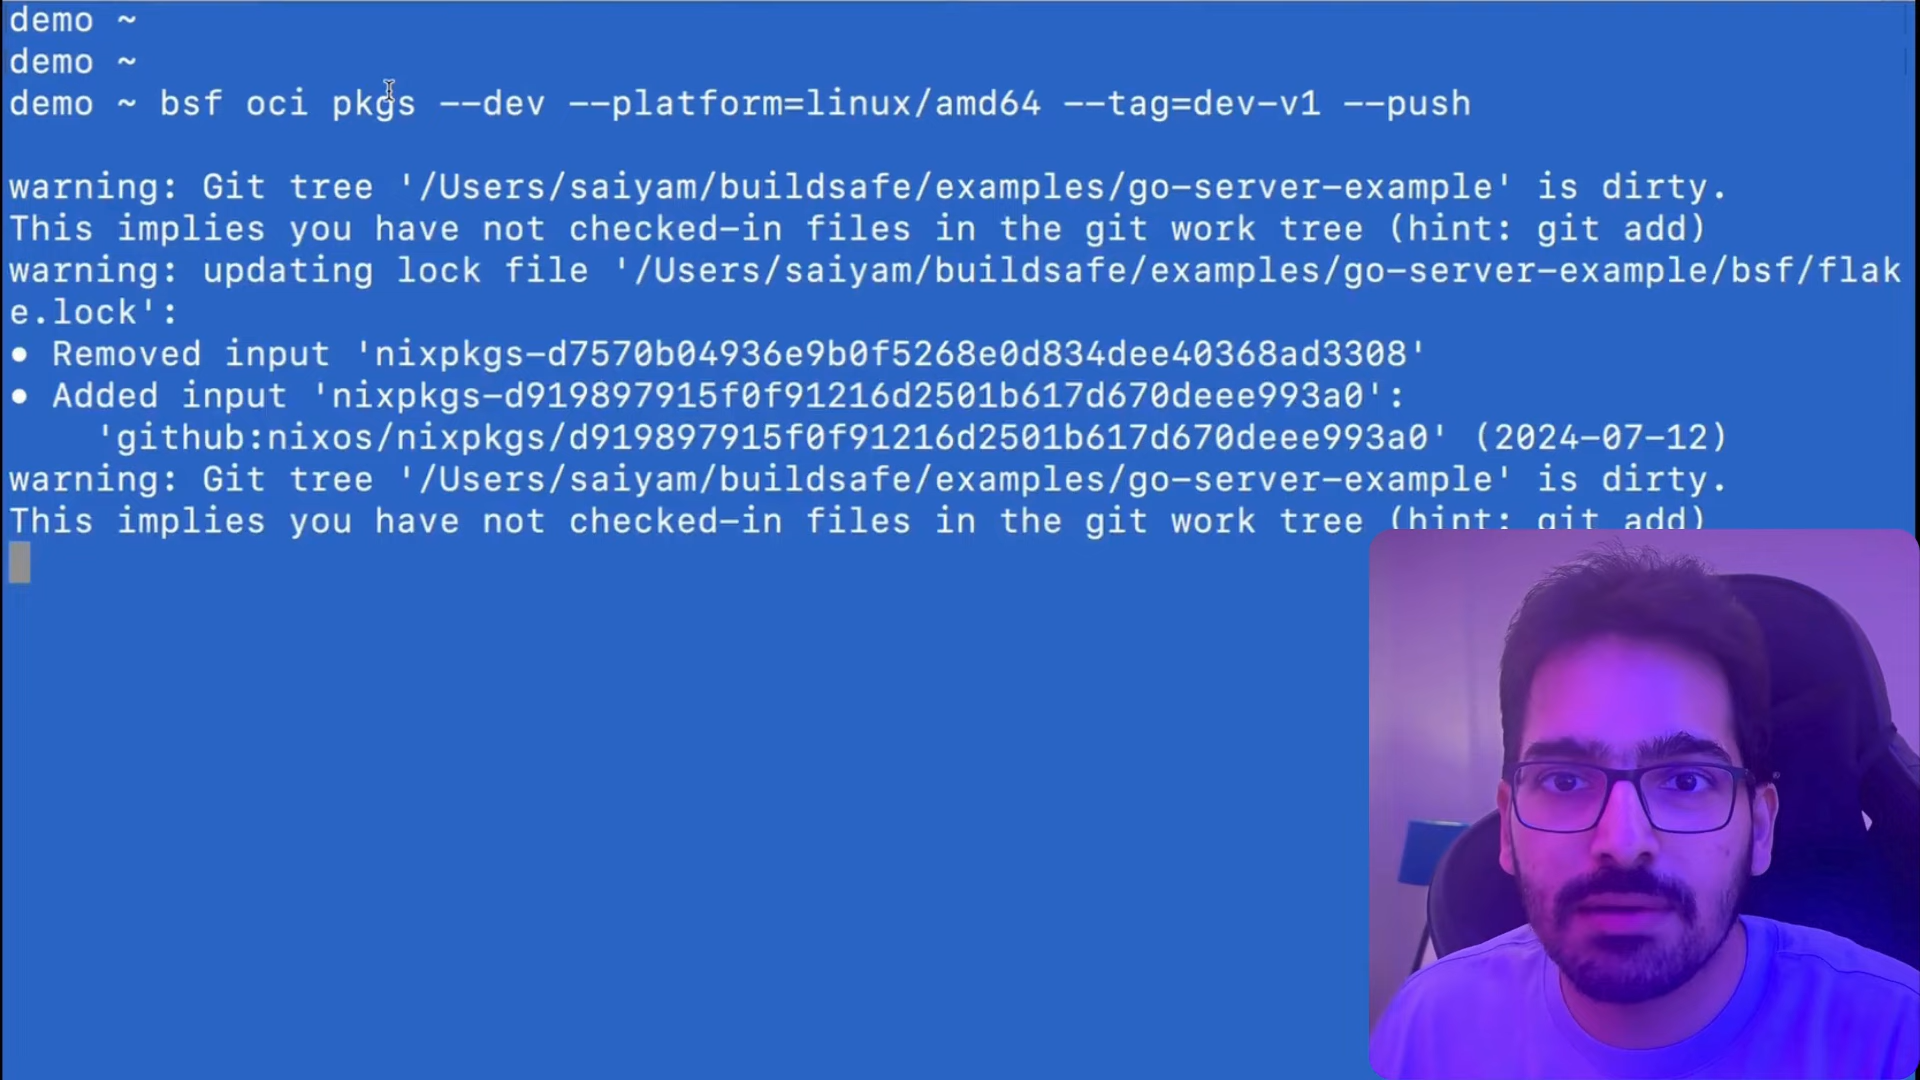 demo ~
demo ~
demo ~ bsf oci pkgs --dev --platform=linux/amd64 --tag=dev-v1 --push
warning: Git tree '/Users/saiyam/buildsafe/examples/go-server-example' is dirty.
This implies you have not checked-in files in the git work tree (hint: git add)
warning: updating lock file '/Users/saiyam/buildsafe/examples/go-server-example/bsf/flak
e.lock':
• Removed input 'nixpkgs-d7570b04936e9b0f5268e0d834dee40368ad3308'
• Added input 'nixpkgs-d919897915f0f91216d2501b617d670deee993a0':
'github:nixos/nixpkgs/d919897915f0f91216d2501b617d670deee993a0' (2024-07-12)
warning: Git tree '/Users/saiyam/buildsafe/examples/go-server-example' is dirty.
This implies you have not checked-in files in the git work tree (hint: git add)